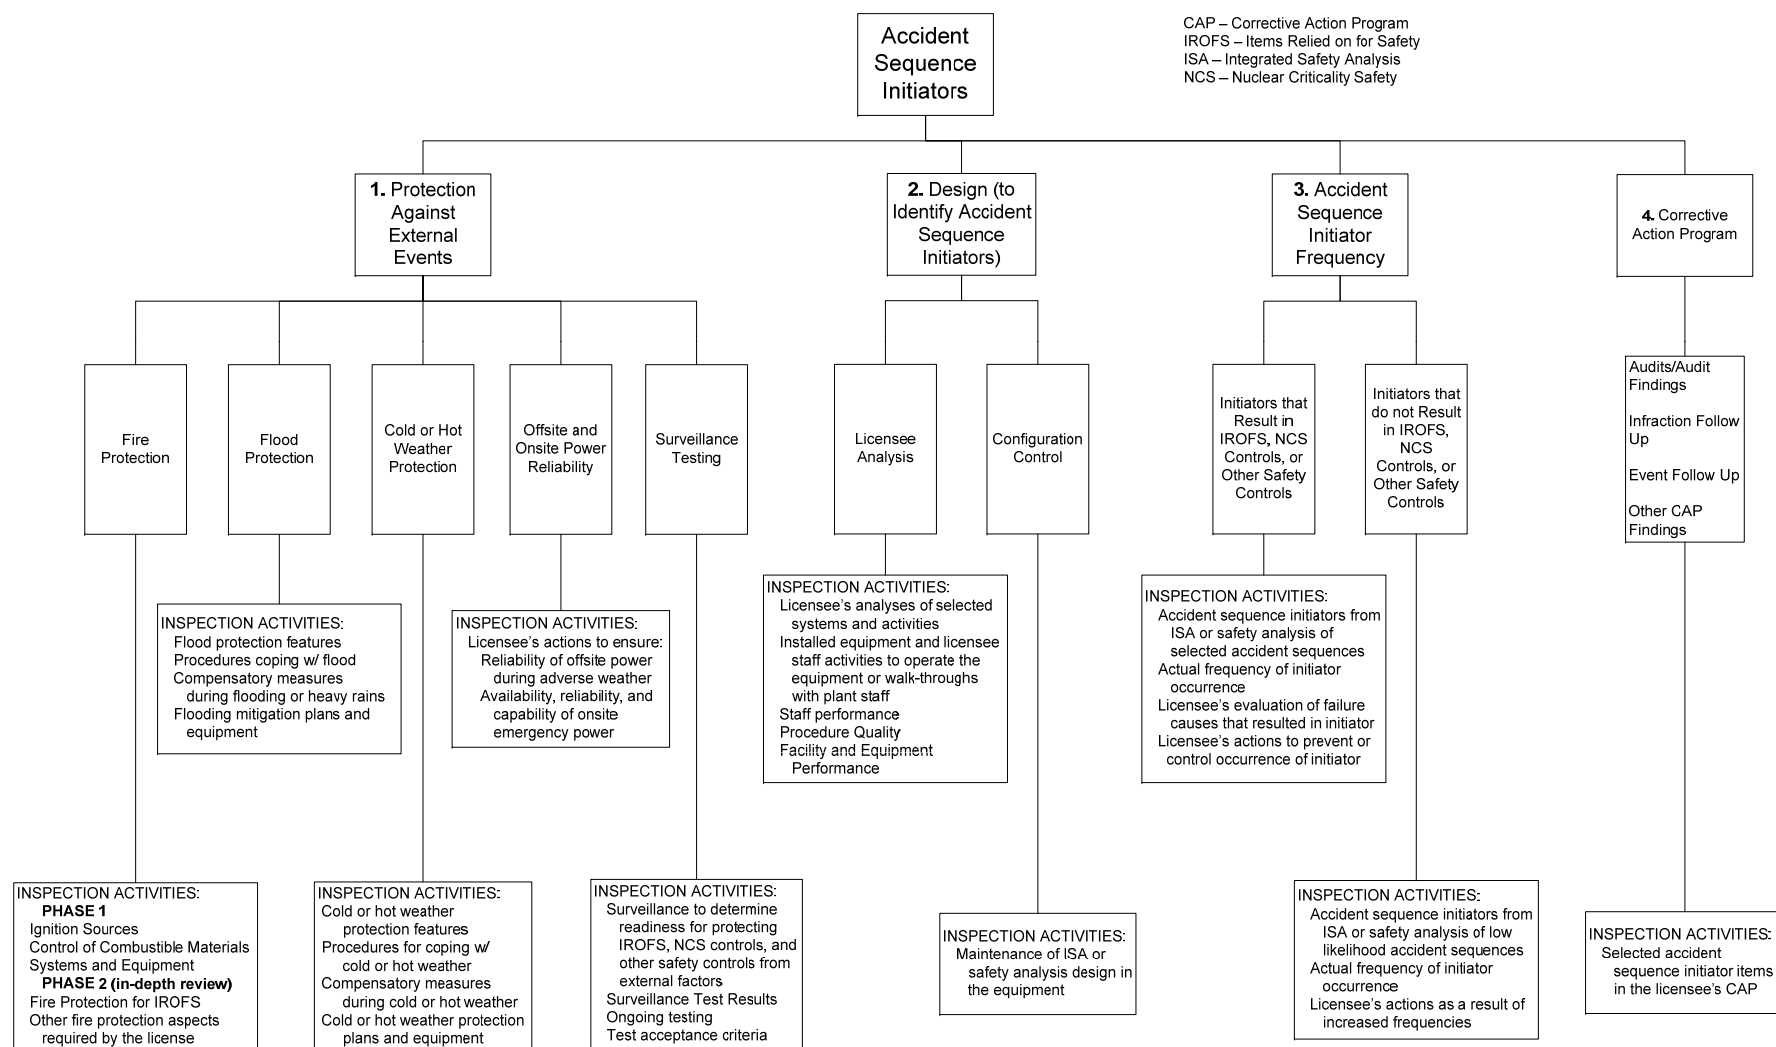 Accident
Sequence
Initiators
CAP – Corrective Action Program
IROFS – Items Relied on for Safety
ISA – Integrated Safety Analysis
NCS – Nuclear Criticality Safety
1. Protection
Against
External
Events
2. Design (to
Identify Accident
Sequence
Initiators)
3. Accident
Sequence
Initiator
Frequency
4. Corrective
Action Program
Fire
Protection
Flood
Protection
Cold or Hot
Weather
Protection
Offsite and
Onsite Power
Reliability
Surveillance
Testing
Licensee
Analysis
Configuration
Control
Initiators that
Result in
IROFS, NCS
Controls, or
Other Safety
Controls
Initiators that
do not Result
in IROFS,
NCS
Controls, or
Other Safety
Controls
Audits/Audit
Findings
Infraction Follow
Up
Event Follow Up
Other CAP
Findings
INSPECTION ACTIVITIES:
Flood protection features
Procedures coping w/ flood
Compensatory measures
during flooding or heavy rains
Flooding mitigation plans and
equipment
INSPECTION ACTIVITIES:
Licensee's actions to ensure:
Reliability of offsite power
during adverse weather
Availability, reliability, and
capability of onsite
emergency power
INSPECTION ACTIVITIES:
Licensee's analyses of selected
systems and activities
Installed equipment and licensee
staff activities to operate the
equipment or walk-throughs
with plant staff
Staff performance
Procedure Quality
Facility and Equipment
Performance
INSPECTION ACTIVITIES:
Accident sequence initiators from
ISA or safety analysis of
selected accident sequences
Actual frequency of initiator
occurrence
Licensee's evaluation of failure
causes that resulted in initiator
Licensee's actions to prevent or
control occurrence of initiator
INSPECTION ACTIVITIES:
PHASE 1
Ignition Sources
Control of Combustible Materials
Systems and Equipment
PHASE 2 (in-depth review)
Fire Protection for IROFS
Other fire protection aspects
required by the license
INSPECTION ACTIVITIES:
Cold or hot weather
protection features
Procedures for coping w/
cold or hot weather
Compensatory measures
during cold or hot weather
Cold or hot weather protection
plans and equipment
INSPECTION ACTIVITIES:
Surveillance to determine
readiness for protecting
IROFS, NCS controls, and
other safety controls from
external factors
Surveillance Test Results
Ongoing testing
Test acceptance criteria
INSPECTION ACTIVITIES:
Maintenance of ISA or
safety analysis design in
the equipment
INSPECTION ACTIVITIES:
Accident sequence initiators from
ISA or safety analysis of low
likelihood accident sequences
Actual frequency of initiator
occurrence
Licensee's actions as a result of
increased frequencies
INSPECTION ACTIVITIES:
Selected accident
sequence initiator items
in the licensee's CAP